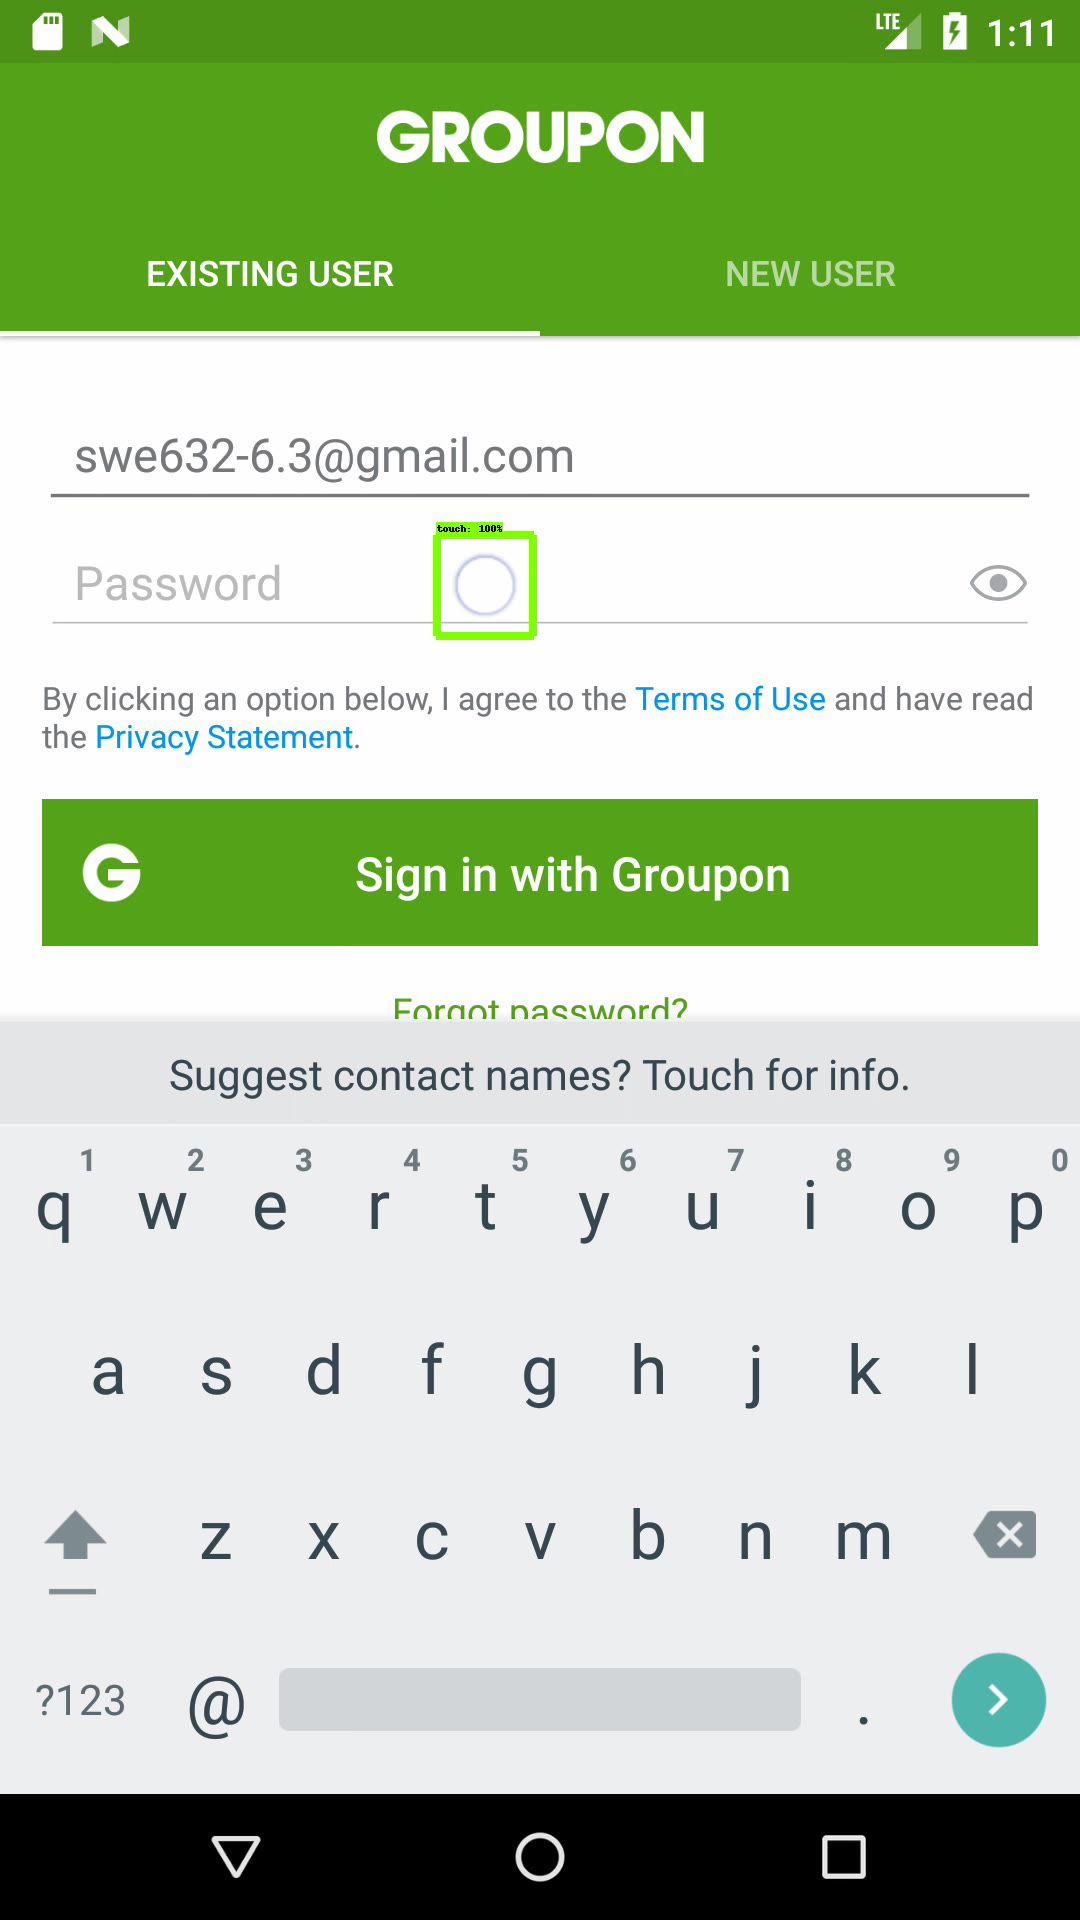 LTE 1:11
GROUPON
EXISTING USER NEW USER
swe632-6.3@gmail.com
touch: 100%
Password
By clicking an option below, I agree to the Terms of Use and have read
the Privacy Statement.
G Sign in with Groupon
Forgot password?
Suggest contact names? Touch for info.
1 2 3 4 5 6 7 8 9 0
q w e r t y u i o p
a s d f g h j k l
z x c v b n m
?123 @ .